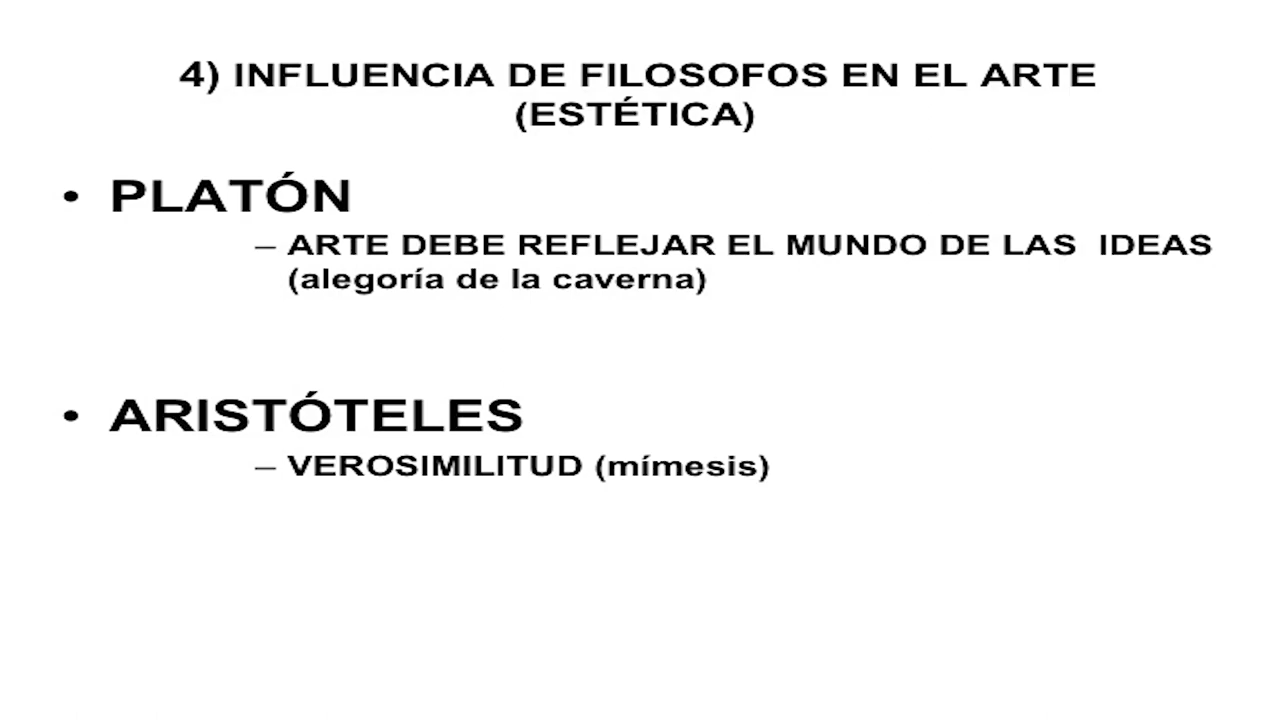 4) INFLUENCIA DE FILOSOFOS EN EL ARTE
(ESTÉTICA)
• PLATÓN
– ARTE DEBE REFLEJAR EL MUNDO DE LAS IDEAS
(alegoría de la caverna)
• ARISTÓTELES
– VEROSIMILITUD (mímesis)